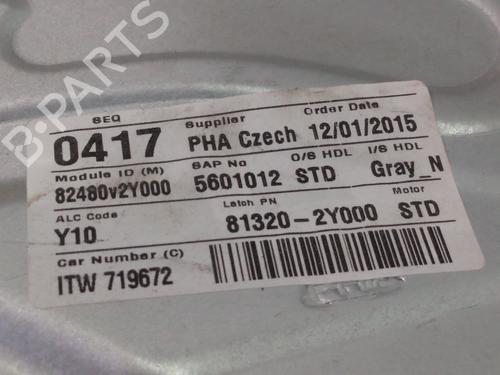 SEQ Supplier Order Date
0417 PHA Czech 12/01/2015
Module ID (M) SAP No O/S HDL I/S HDL
82480v2Y000 5601012 STD Gray_N
ALC Code Latch PN Motor
Y10 81320-2Y000 STD
Car Number (C)
ITW 719672
B-PARTS